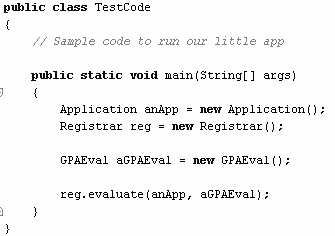 public class TestCode
{
    // Sample code to run our little app

    public static void main(String[] args)
    {
        Application anApp = new Application();
        Registrar reg = new Registrar();

        GPAEval aGPAEval = new GPAEval();

        reg.evaluate(anApp, aGPAEval);
    }
}